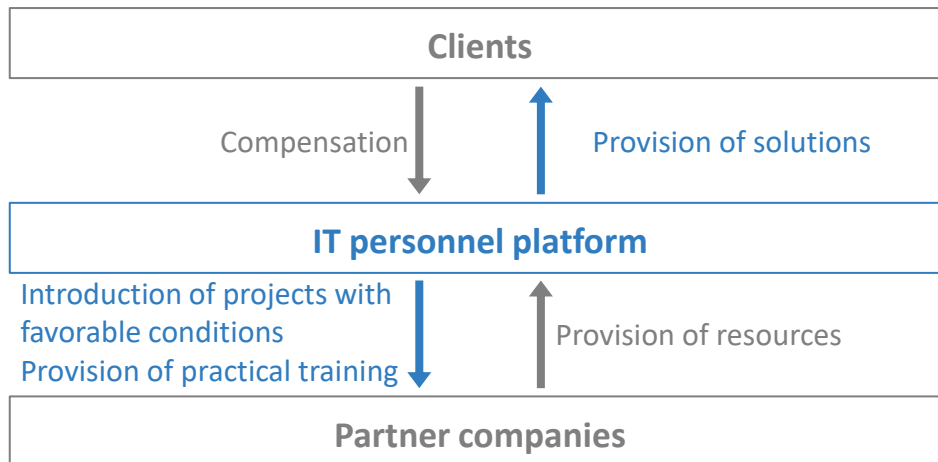 Clients
Compensation
Provision of solutions
IT personnel platform
Introduction of projects with
favorable conditions
Provision of practical training
Provision of resources
Partner companies